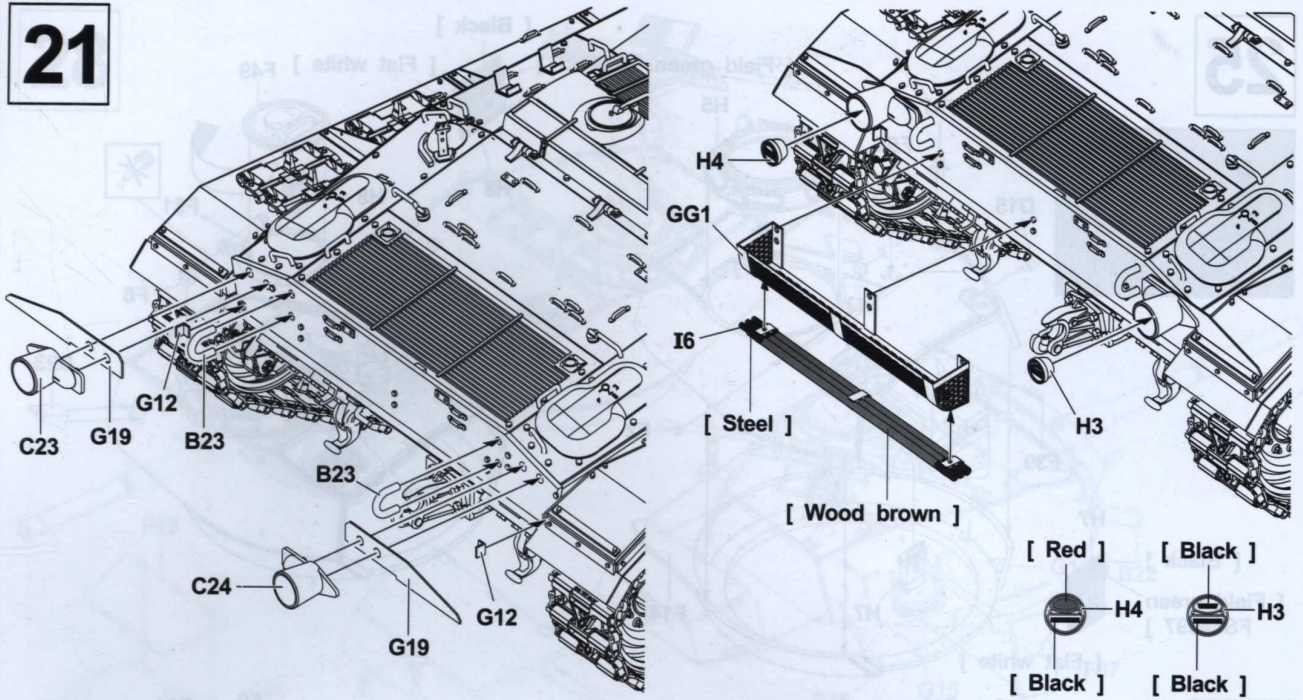 21
C23
G19
G12
B23
B23
C24
G19
G12
H4
GG1
I6
[ Steel ]
[ Wood brown ]
H3
[ Red ] [ Black ]
H4 H3
[ Black ] [ Black ]